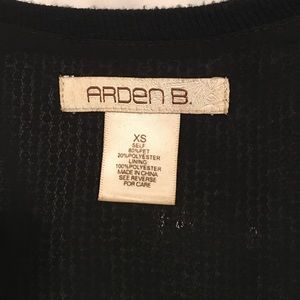 ARDEN B.
XS
SELF
80%PET
20%POLYESTER
LINING
100%POLYESTER
MADE IN CHINA
SEE REVERSE
FOR CARE